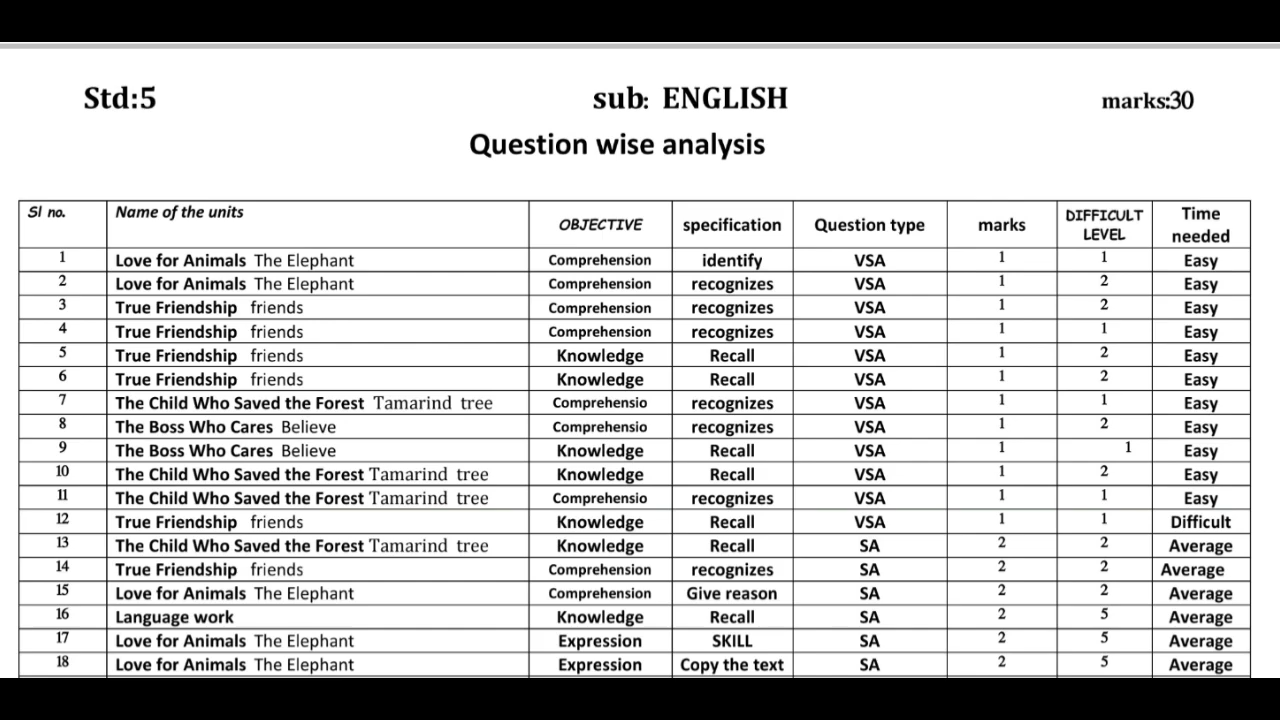 Std:5 sub: ENGLISH marks:30
Question wise analysis
Sl no. Name of the units OBJECTIVE specification Question type marks DIFFICULT LEVEL Time needed
1 Love for Animals The Elephant Comprehension identify VSA 1 1 Easy
2 Love for Animals The Elephant Comprehension recognizes VSA 1 2 Easy
3 True Friendship friends Comprehension recognizes VSA 1 2 Easy
4 True Friendship friends Comprehension recognizes VSA 1 1 Easy
5 True Friendship friends Knowledge Recall VSA 1 2 Easy
6 True Friendship friends Knowledge Recall VSA 1 2 Easy
7 The Child Who Saved the Forest Tamarind tree Comprehensio recognizes VSA 1 1 Easy
8 The Boss Who Cares Believe Comprehensio recognizes VSA 1 2 Easy
9 The Boss Who Cares Believe Knowledge Recall VSA 1 1 Easy
10 The Child Who Saved the Forest Tamarind tree Knowledge Recall VSA 1 2 Easy
11 The Child Who Saved the Forest Tamarind tree Comprehensio recognizes VSA 1 1 Easy
12 True Friendship friends Knowledge Recall VSA 1 1 Difficult
13 The Child Who Saved the Forest Tamarind tree Knowledge Recall SA 2 2 Average
14 True Friendship friends Comprehension recognizes SA 2 2 Average
15 Love for Animals The Elephant Comprehension Give reason SA 2 2 Average
16 Language work Knowledge Recall SA 2 5 Average
17 Love for Animals The Elephant Expression SKILL SA 2 5 Average
18 Love for Animals The Elephant Expression Copy the text SA 2 5 Average